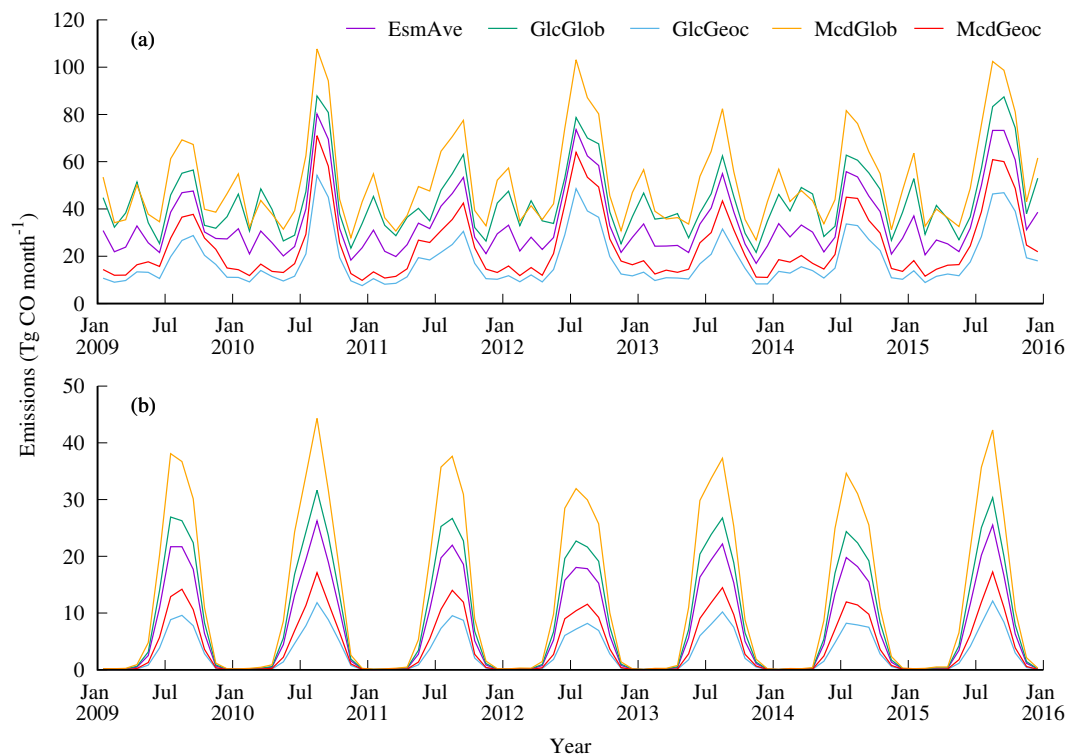 120
100
80
60
40
20
0
(a)
EsmAve GlcGlob GlcGeoc McdGlob McdGeoc
Jan Jul Jan Jul Jan Jul Jan Jul Jan Jul Jan Jul Jan Jul Jan
2009 2010 2011 2012 2013 2014 2015 2016
Emissions (Tg CO month⁻¹)
50
40
30
20
10
0
(b)
Jan Jul Jan Jul Jan Jul Jan Jul Jan Jul Jan Jul Jan Jul Jan
2009 2010 2011 2012 2013 2014 2015 2016
Year